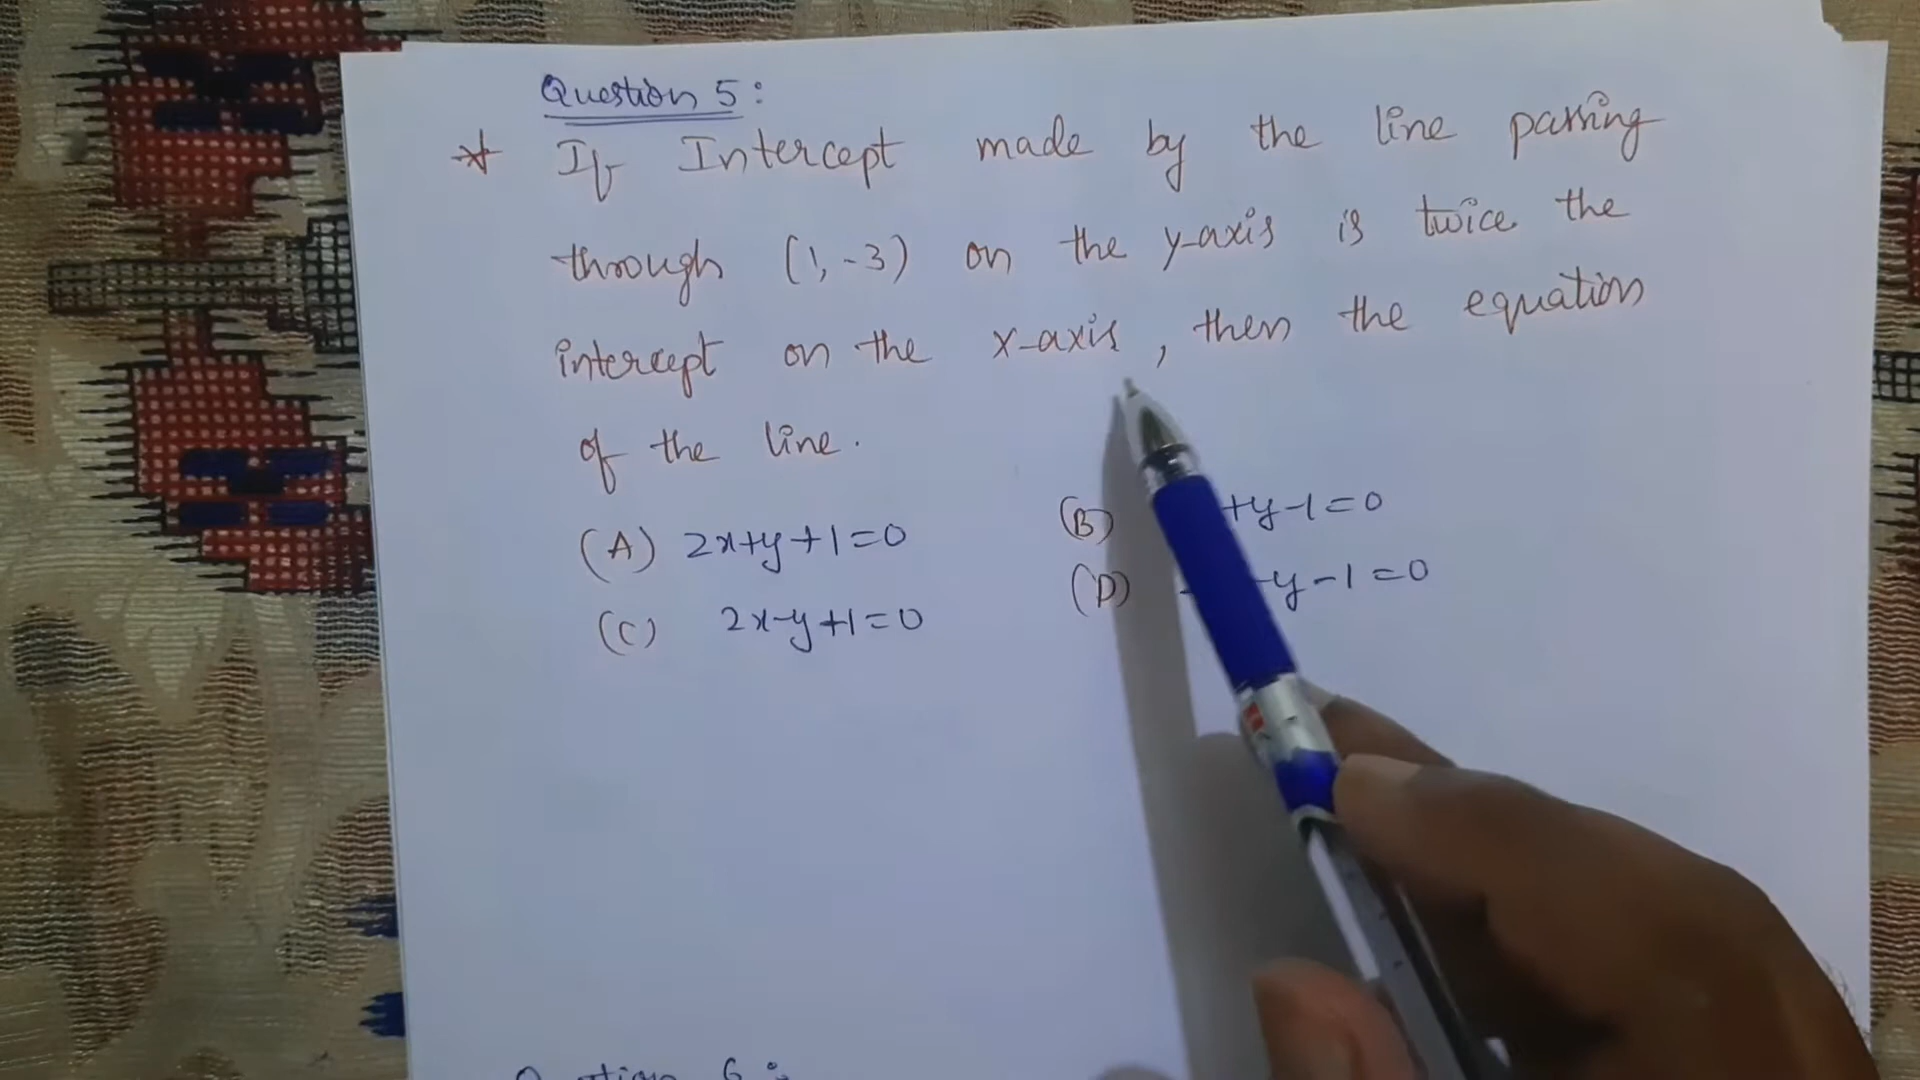 Question 5:
* If Intercept made by the line passing
through (1, -3) on the y-axis is twice the
intercept on the x-axis, then the equation
of the line.
(A) 2x+y+1=0 (B) +y-1=0
(C) 2x-y+1=0 (D) -y-1=0
Question 6: